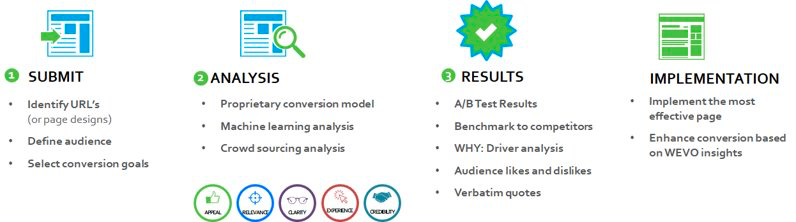 1 SUBMIT
• Identify URL's
(or page designs)
• Define audience
• Select conversion goals
2 ANALYSIS
• Proprietary conversion model
• Machine learning analysis
• Crowd sourcing analysis
APPEAL
RELEVANCE
CLARITY
EXPERIENCE
CREDIBILITY
3 RESULTS
• A/B Test Results
• Benchmark to competitors
• WHY: Driver analysis
• Audience likes and dislikes
• Verbatim quotes
IMPLEMENTATION
• Implement the most
effective page
• Enhance conversion based
on WEVO insights